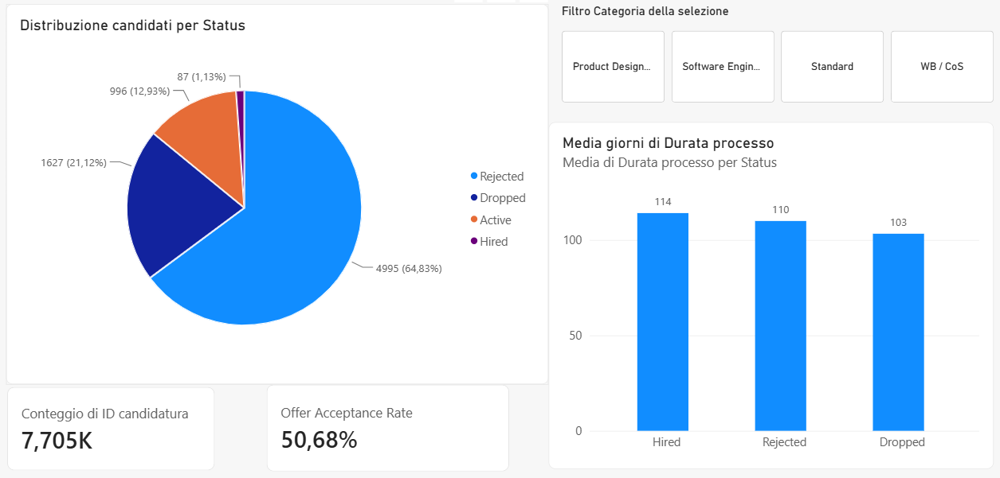 Distribuzione candidati per Status
87 (1,13%)
996 (12,93%)
1627 (21,12%)
4995 (64,83%)
Rejected
Dropped
Active
Hired
Conteggio di ID candidatura
7,705K
Offer Acceptance Rate
50,68%
Filtro Categoria della selezione
Product Design...
Software Engin...
Standard
WB / CoS
Media giorni di Durata processo
Media di Durata processo per Status
114
110
103
100
50
0
Hired
Rejected
Dropped